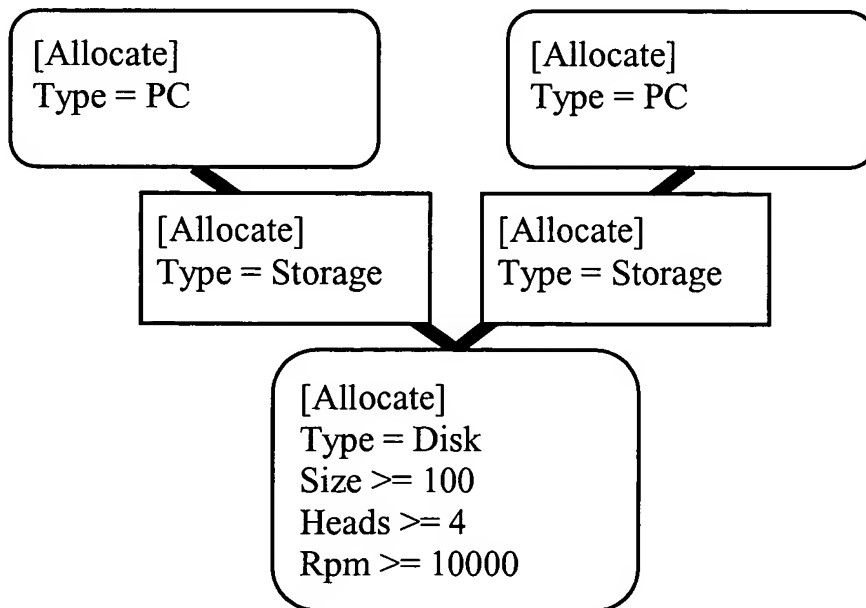 [Allocate]
Type = PC
[Allocate]
Type = PC
[Allocate]
Type = Storage
[Allocate]
Type = Storage
[Allocate]
Type = Disk
Size >= 100
Heads >= 4
Rpm >= 10000